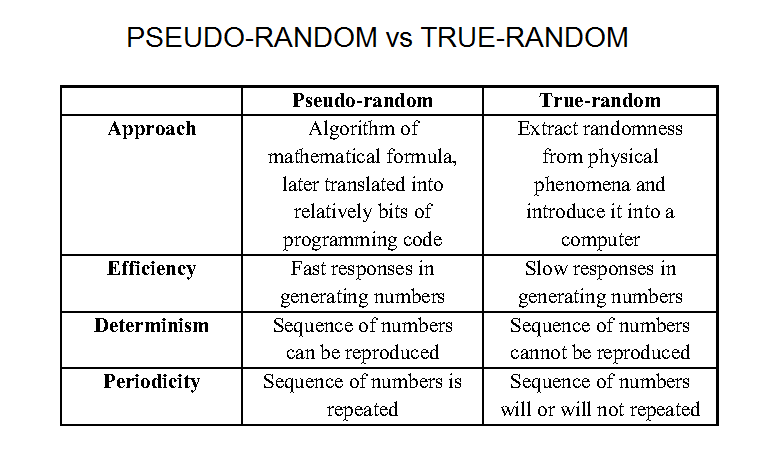 PSEUDO-RANDOM vs TRUE-RANDOM
Pseudo-random True-random
Approach Algorithm of Extract randomness
mathematical formula, from physical
later translated into phenomena and
relatively bits of introduce it into a
programming code computer
Efficiency Fast responses in Slow responses in
generating numbers generating numbers
Determinism Sequence of numbers Sequence of numbers
can be reproduced cannot be reproduced
Periodicity Sequence of numbers is Sequence of numbers
repeated will or will not repeated